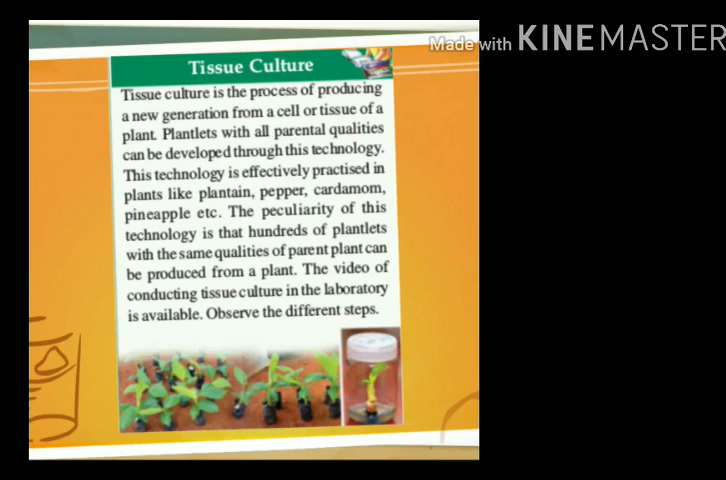 Made with KINEMASTER
Tissue Culture
Tissue culture is the process of producing
a new generation from a cell or tissue of a
plant. Plantlets with all parental qualities
can be developed through this technology.
This technology is effectively practised in
plants like plantain, pepper, cardamom,
pineapple etc. The peculiarity of this
technology is that hundreds of plantlets
with the same qualities of parent plant can
be produced from a plant. The video of
conducting tissue culture in the laboratory
is available. Observe the different steps.